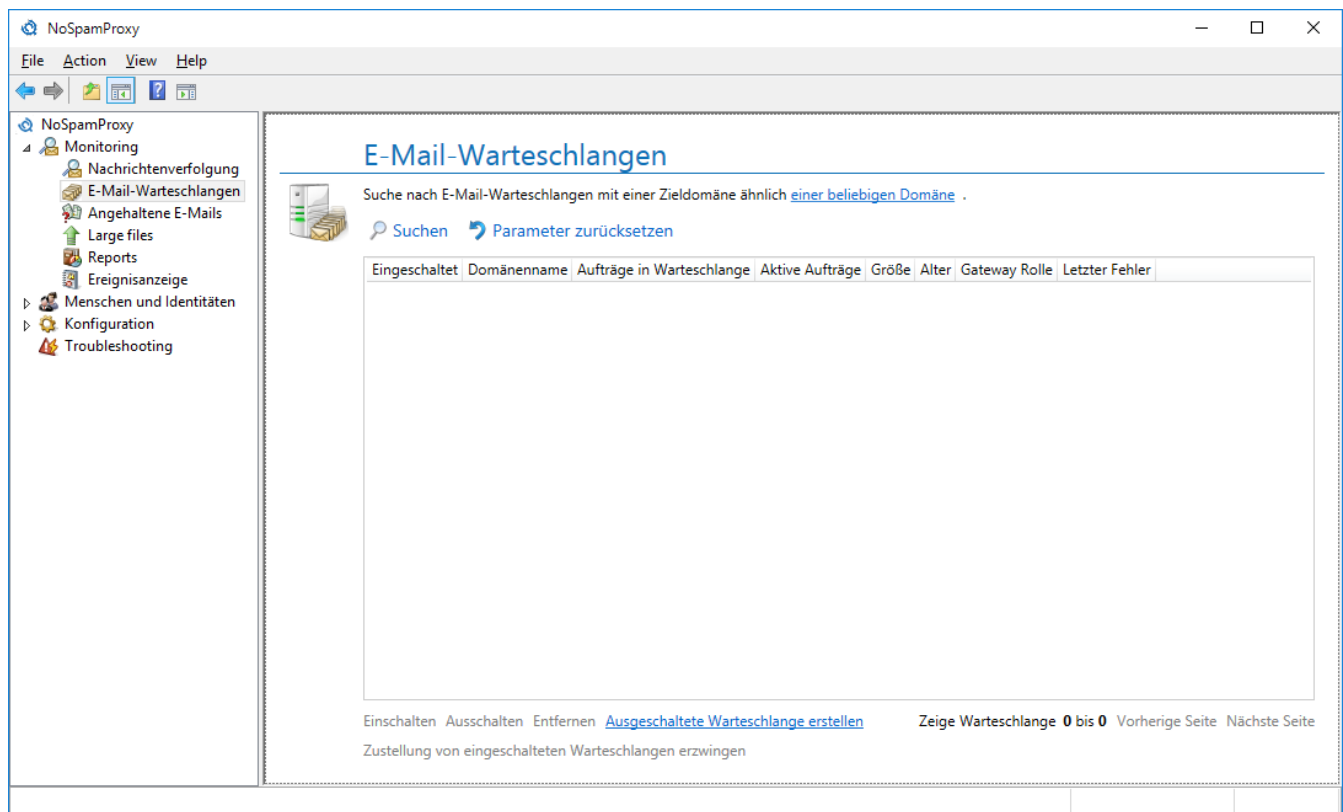 NoSpamProxy
File Action View Help
NoSpamProxy
Monitoring
Nachrichtenverfolgung
E-Mail-Warteschlangen
Angehaltene E-Mails
Large files
Reports
Ereignisanzeige
Menschen und Identitäten
Konfiguration
Troubleshooting
E-Mail-Warteschlangen
Suche nach E-Mail-Warteschlangen mit einer Zieldomäne ähnlich einer beliebigen Domäne .
Suchen Parameter zurücksetzen
Eingeschaltet Domänenname Aufträge in Warteschlange Aktive Aufträge Größe Alter Gateway Rolle Letzter Fehler
Einschalten Ausschalten Entfernen Ausgeschaltete Warteschlange erstellen Zeige Warteschlange 0 bis 0 Vorherige Seite Nächste Seite
Zustellung von eingeschalteten Warteschlangen erzwingen